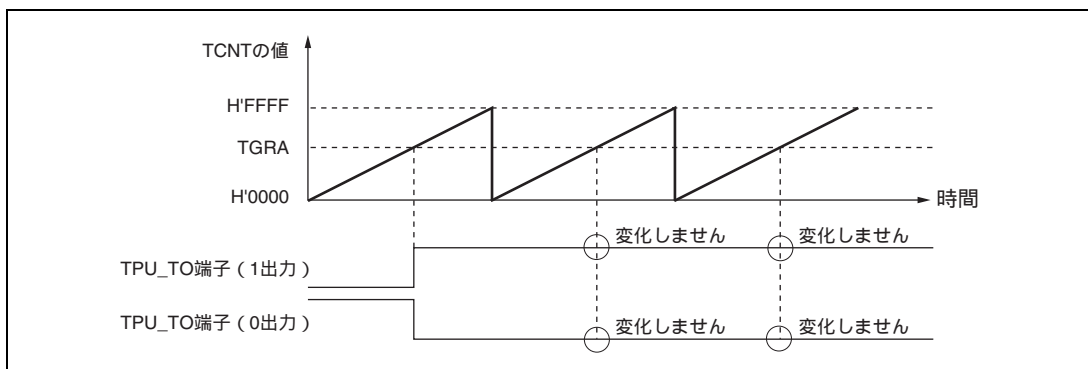 TCNTの値
H'FFFF
TGRA
H'0000
時間
変化しません
変化しません
TPU_TO端子（1出力）
TPU_TO端子（0出力）
変化しません
変化しません